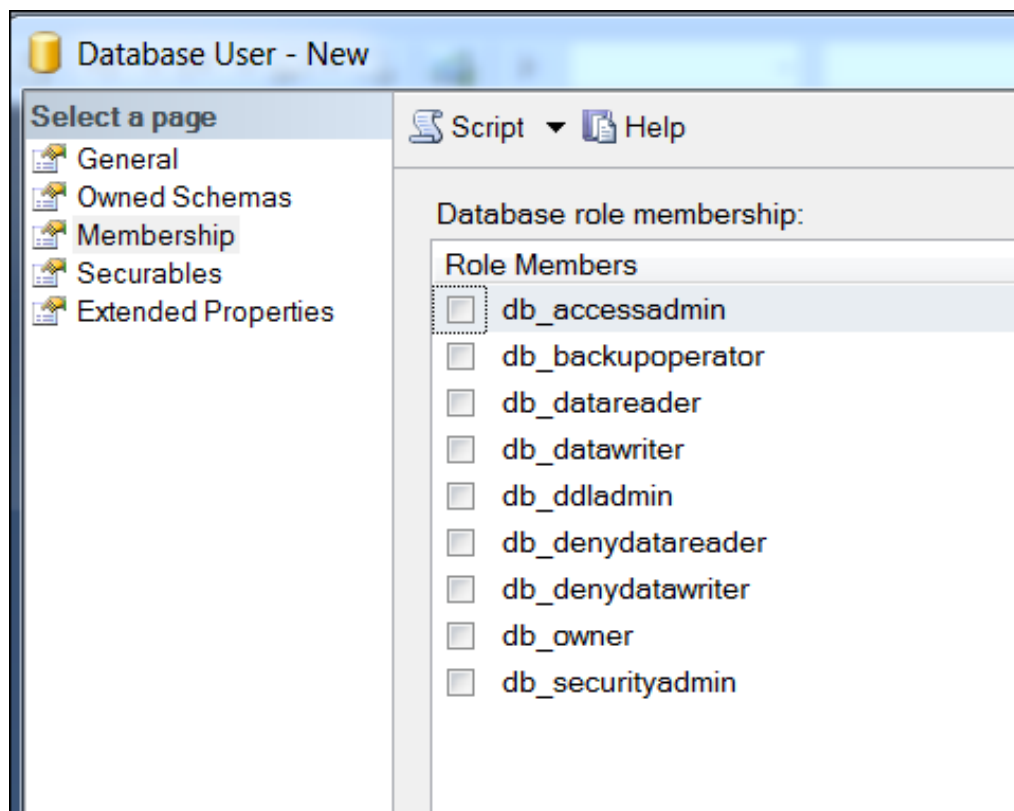 Database User - New
Select a page
General
Owned Schemas
Membership
Securables
Extended Properties
Script
Help
Database role membership:
Role Members
db_accessadmin
db_backupoperator
db_datareader
db_datawriter
db_ddladmin
db_denydatareader
db_denydatawriter
db_owner
db_securityadmin